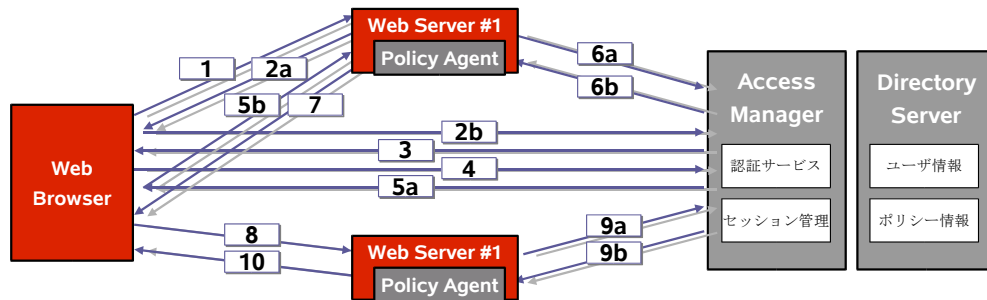 Web Server #1
Policy Agent
1
2a
5b
7
6a
6b
Access
Manager
Directory
Server
2b
3
4
5a
Web
Browser
認証サービス
ユーザ情報
セッション管理
ポリシー情報
8
10
Web Server #1
Policy Agent
9a
9b